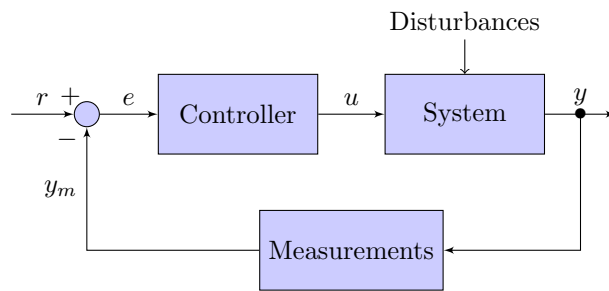 Disturbances
r
+
e
Controller
u
System
y
−
y_m
Measurements